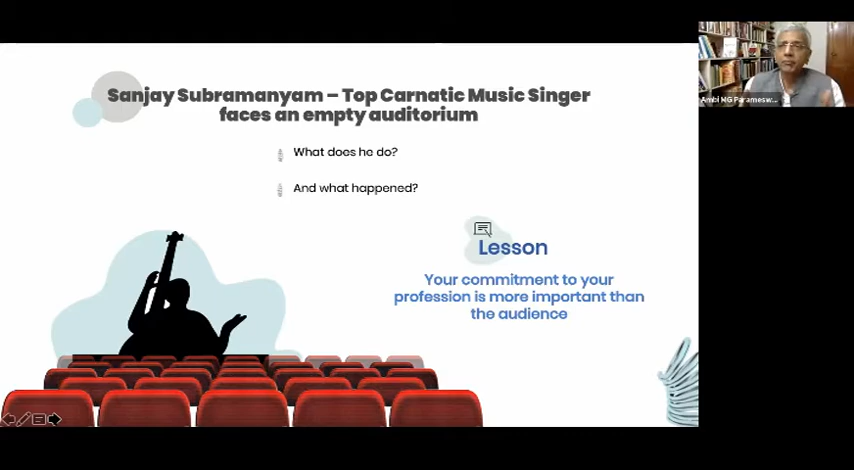 Sanjay Subramanyam – Top Carnatic Music Singer
faces an empty auditorium
What does he do?
And what happened?
Lesson
Your commitment to your
profession is more important than
the audience
Ambi MG Paramesw...